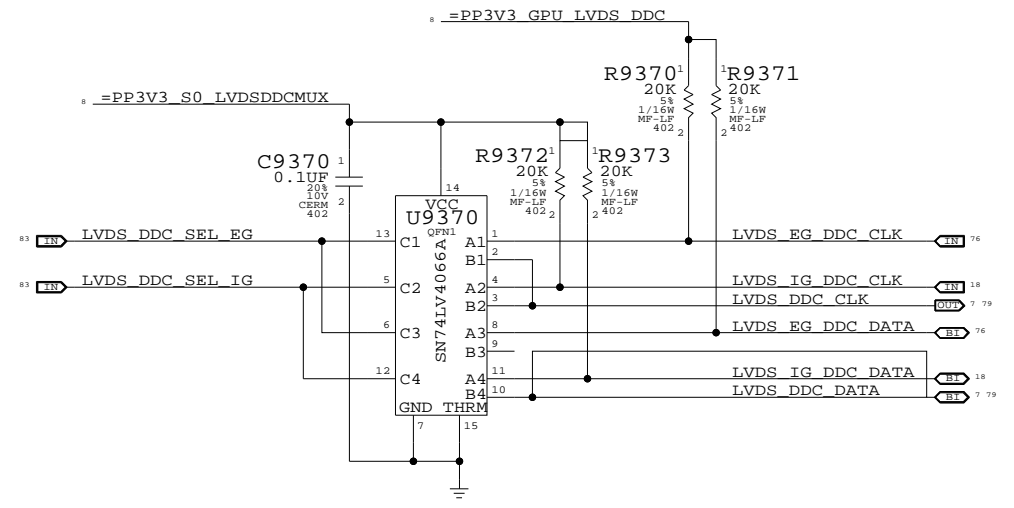 8 =PP3V3_GPU_LVDS_DDC
R9370 1 1 R9371
20K 20K
5% 5%
1/16W 1/16W
MF-LF MF-LF
402 2 2 402
8 =PP3V3_S0_LVDSDDCMUX
C9370 1
0.1UF
20%
10V
CERM 2
402
R9372 1 1 R9373
20K 20K
5% 5%
1/16W 1/16W
MF-LF MF-LF
402 2 2 402
14
VCC
U9370
QFN1
SN74LV4066A
83 IN LVDS_DDC_SEL_EG 13 C1 A1 1 LVDS_EG_DDC_CLK IN 76
B1 2
83 IN LVDS_DDC_SEL_IG 5 C2 A2 4 LVDS_IG_DDC_CLK IN 18
B2 3 LVDS_DDC_CLK OUT 7 79
6 C3 A3 8 LVDS_EG_DDC_DATA BI 76
B3 9
12 C4 A4 11 LVDS_IG_DDC_DATA BI 18
B4 10 LVDS_DDC_DATA BI 7 79
GND THRM
7 15